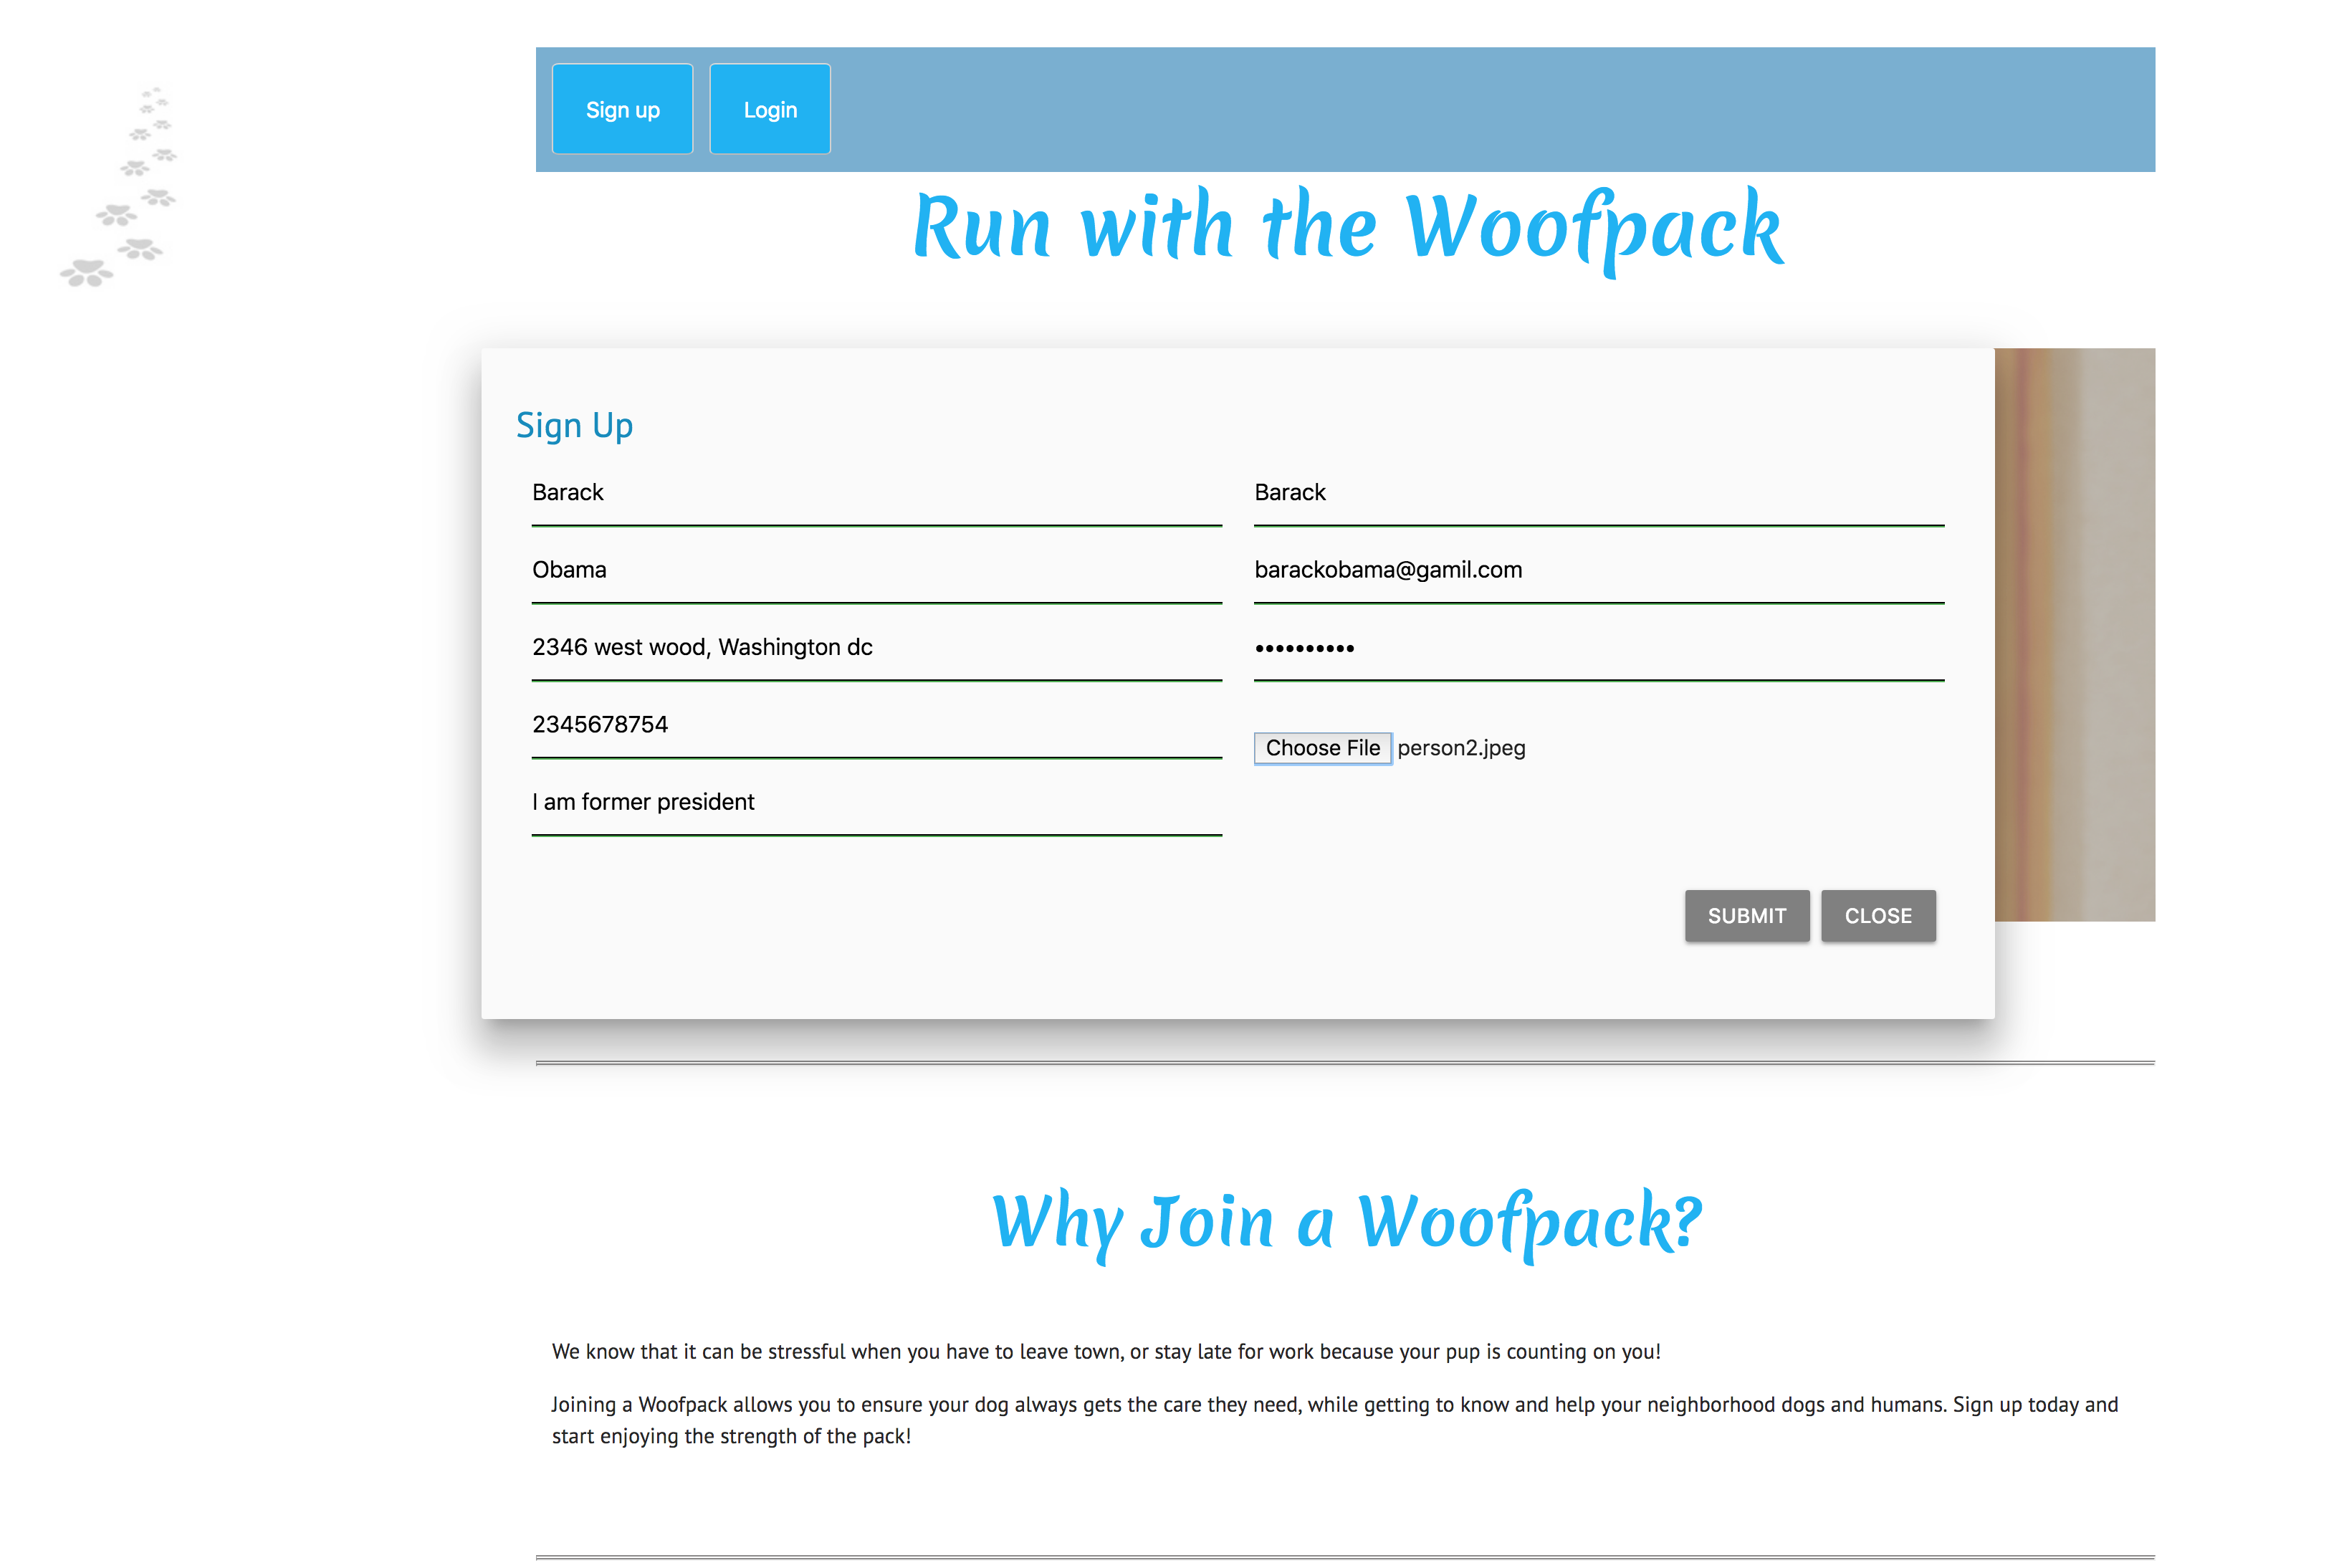 Sign up Login
Run with the Woofpack
Sign Up
Barack
Obama
2346 west wood, Washington dc
2345678754
I am former president
Barack
barackobama@gamil.com
••••••••••
Choose File person2.jpeg
SUBMIT CLOSE
Why Join a Woofpack?
We know that it can be stressful when you have to leave town, or stay late for work because your pup is counting on you!
Joining a Woofpack allows you to ensure your dog always gets the care they need, while getting to know and help your neighborhood dogs and humans. Sign up today and
start enjoying the strength of the pack!